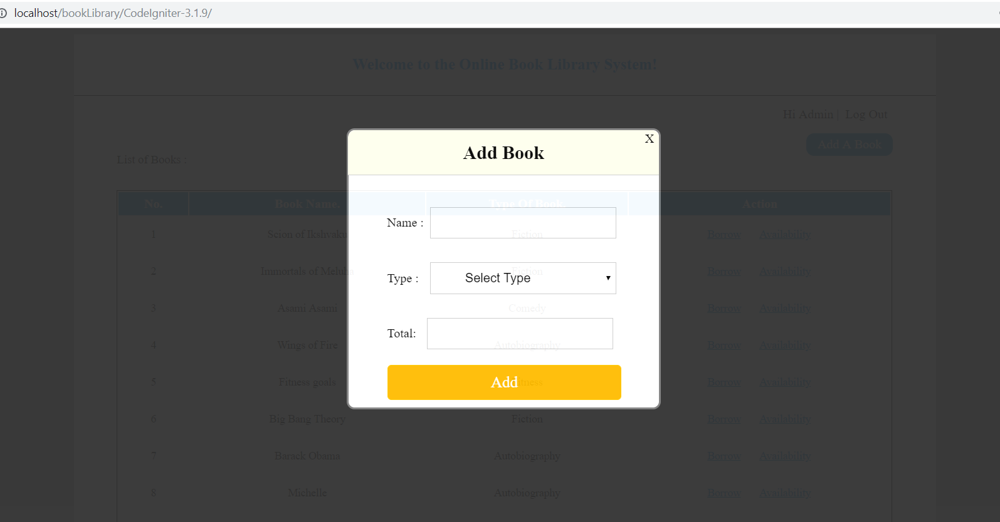 localhost/bookLibrary/CodeIgniter-3.1.9/
Welcome to the Online Book Library System!
Hi Admin | Log Out
Add A Book
List of Books :
X
Add Book
No. Book Name. Type Of Book. Action
Name :
1 Scion of Ikshvaku Fiction Borrow Availability
2 Immortals of Meluha Fiction Borrow Availability
Type : Select Type
3 Asami Asami Comedy Borrow Availability
Total:
4 Wings of Fire Autobiography Borrow Availability
5 Fitness goals Fitness Borrow Availability
Add
6 Big Bang Theory Fiction Borrow Availability
7 Barack Obama Autobiography Borrow Availability
8 Michelle Autobiography Borrow Availability